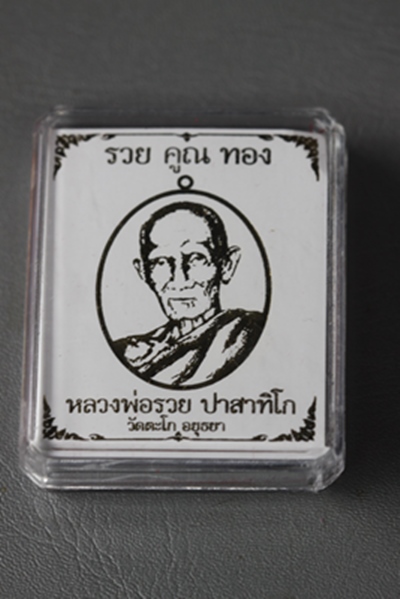 รวย คูณ ทอง
หลวงพ่อรวย ปาสาทิโก
วัดตะโก อยุธยา